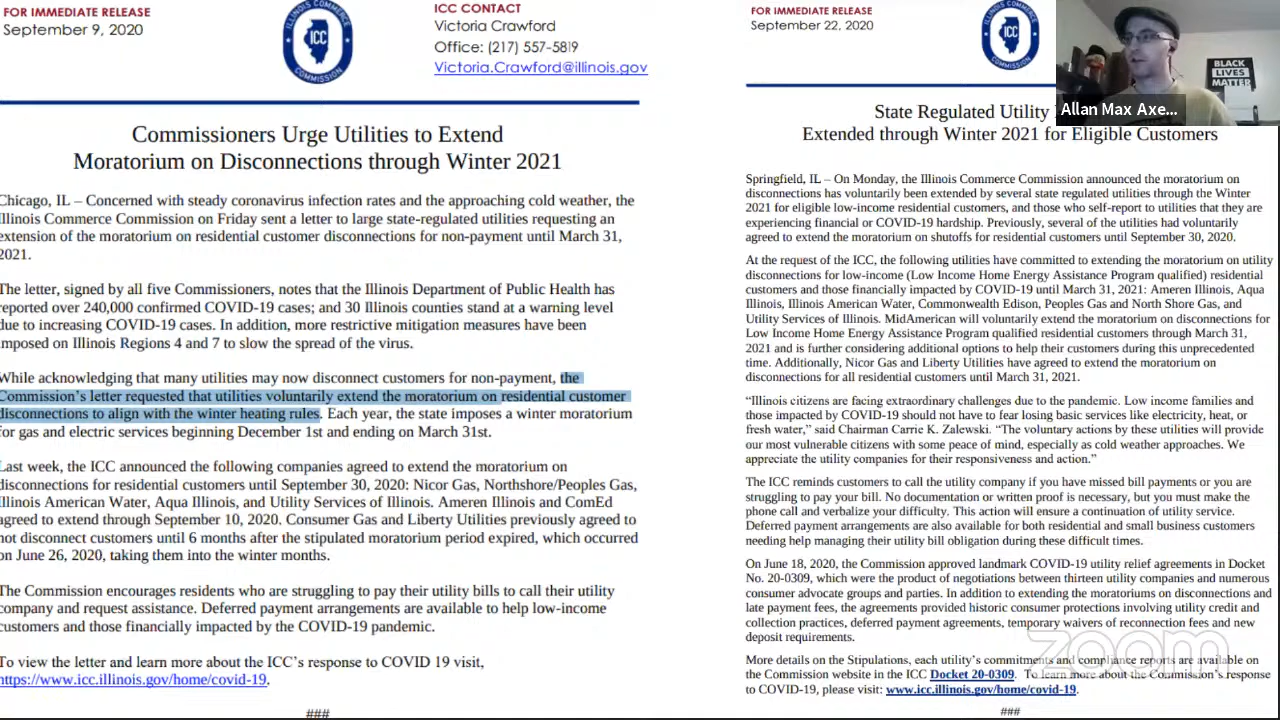 FOR IMMEDIATE RELEASE
September 9, 2020
ILLINOIS COMMERCE
ICC
COMMISSION
ICC CONTACT
Victoria Crawford
Office: (217) 557-5819
Victoria.Crawford@illinois.gov
Commissioners Urge Utilities to Extend
Moratorium on Disconnections through Winter 2021
Chicago, IL – Concerned with steady coronavirus infection rates and the approaching cold weather, the
Illinois Commerce Commission on Friday sent a letter to large state-regulated utilities requesting an
extension of the moratorium on residential customer disconnections for non-payment until March 31,
2021.
The letter, signed by all five Commissioners, notes that the Illinois Department of Public Health has
reported over 240,000 confirmed COVID-19 cases; and 30 Illinois counties stand at a warning level
due to increasing COVID-19 cases. In addition, more restrictive mitigation measures have been
imposed on Illinois Regions 4 and 7 to slow the spread of the virus.
While acknowledging that many utilities may now disconnect customers for non-payment, the
Commission's letter requested that utilities voluntarily extend the moratorium on residential customer
disconnections to align with the winter heating rules. Each year, the state imposes a winter moratorium
for gas and electric services beginning December 1st and ending on March 31st.
Last week, the ICC announced the following companies agreed to extend the moratorium on
disconnections for residential customers until September 30, 2020: Nicor Gas, Northshore/Peoples Gas,
Illinois American Water, Aqua Illinois, and Utility Services of Illinois. Ameren Illinois and ComEd
agreed to extend through September 10, 2020. Consumer Gas and Liberty Utilities previously agreed to
not disconnect customers until 6 months after the stipulated moratorium period expired, which occurred
on June 26, 2020, taking them into the winter months.
The Commission encourages residents who are struggling to pay their utility bills to call their utility
company and request assistance. Deferred payment arrangements are available to help low-income
customers and those financially impacted by the COVID-19 pandemic.
To view the letter and learn more about the ICC's response to COVID 19 visit,
https://www.icc.illinois.gov/home/covid-19.
###
FOR IMMEDIATE RELEASE
September 22, 2020
ILLINOIS COMMERCE
ICC
COMMISSION
BLACK
LIVES
MATTER
Allan Max Axe...
State Regulated Utility
Extended through Winter 2021 for Eligible Customers
Springfield, IL – On Monday, the Illinois Commerce Commission announced the moratorium on
disconnections has voluntarily been extended by several state regulated utilities through the Winter
2021 for eligible low-income residential customers, and those who self-report to utilities that they are
experiencing financial or COVID-19 hardship. Previously, several of the utilities had voluntarily
agreed to extend the moratorium on shutoffs for residential customers until September 30, 2020.
At the request of the ICC, the following utilities have committed to extending the moratorium on utility
disconnections for low-income (Low Income Home Energy Assistance Program qualified) residential
customers and those financially impacted by COVID-19 until March 31, 2021: Ameren Illinois, Aqua
Illinois, Illinois American Water, Commonwealth Edison, Peoples Gas and North Shore Gas, and
Utility Services of Illinois. MidAmerican will voluntarily extend the moratorium on disconnections for
Low Income Home Energy Assistance Program qualified residential customers through March 31,
2021 and is further considering additional options to help their customers during this unprecedented
time. Additionally, Nicor Gas and Liberty Utilities have agreed to extend the moratorium on
disconnections for all residential customers until March 31, 2021.
“Illinois citizens are facing extraordinary challenges due to the pandemic. Low income families and
those impacted by COVID-19 should not have to fear losing basic services like electricity, heat, or
fresh water,” said Chairman Carrie K. Zalewski. “The voluntary actions by these utilities will provide
our most vulnerable citizens with some peace of mind, especially as cold weather approaches. We
appreciate the utility companies for their responsiveness and action.”
The ICC reminds customers to call the utility company if you have missed bill payments or you are
struggling to pay your bill. No documentation or written proof is necessary, but you must make the
phone call and verbalize your difficulty. This action will ensure a continuation of utility service.
Deferred payment arrangements are also available for both residential and small business customers
needing help managing their utility bill obligation during these difficult times.
On June 18, 2020, the Commission approved landmark COVID-19 utility relief agreements in Docket
No. 20-0309, which were the product of negotiations between thirteen utility companies and numerous
consumer advocate groups and parties. In addition to extending the moratoriums on disconnections and
late payment fees, the agreements provided historic consumer protections involving utility credit and
collection practices, deferred payment agreements, temporary waivers of reconnection fees and new
deposit requirements.
More details on the Stipulations, each utility's commitments and compliance reports are available on
the Commission website in the ICC Docket 20-0309. To learn more about the Commission's response
to COVID-19, please visit: www.icc.illinois.gov/home/covid-19.
###
zoom